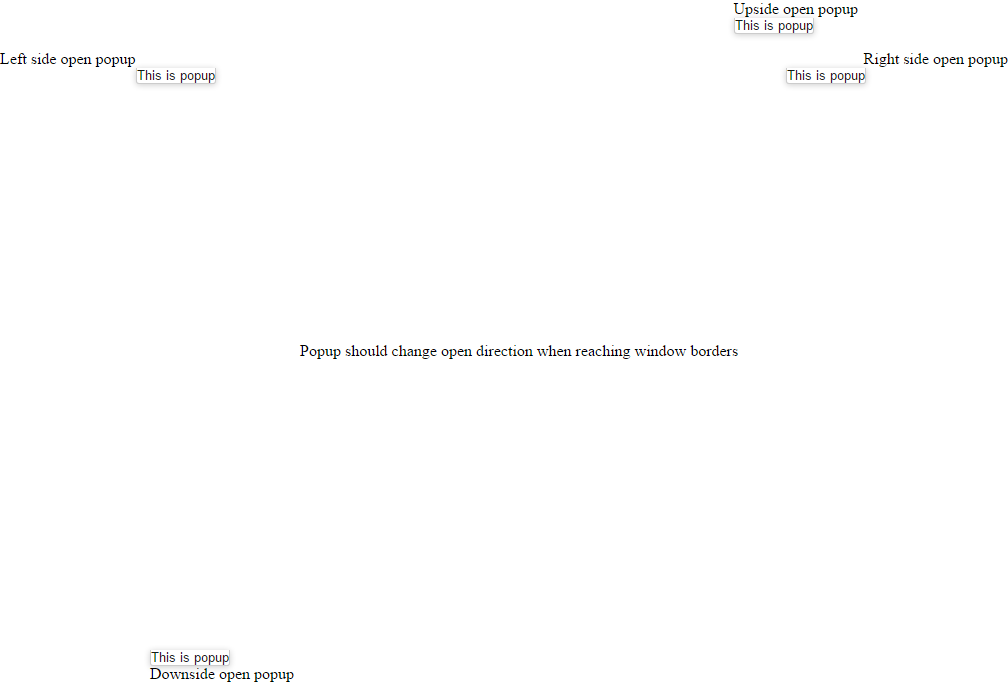 Upside open popup
This is popup
Left side open popup
Right side open popup
This is popup
This is popup
Popup should change open direction when reaching window borders
This is popup
Downside open popup